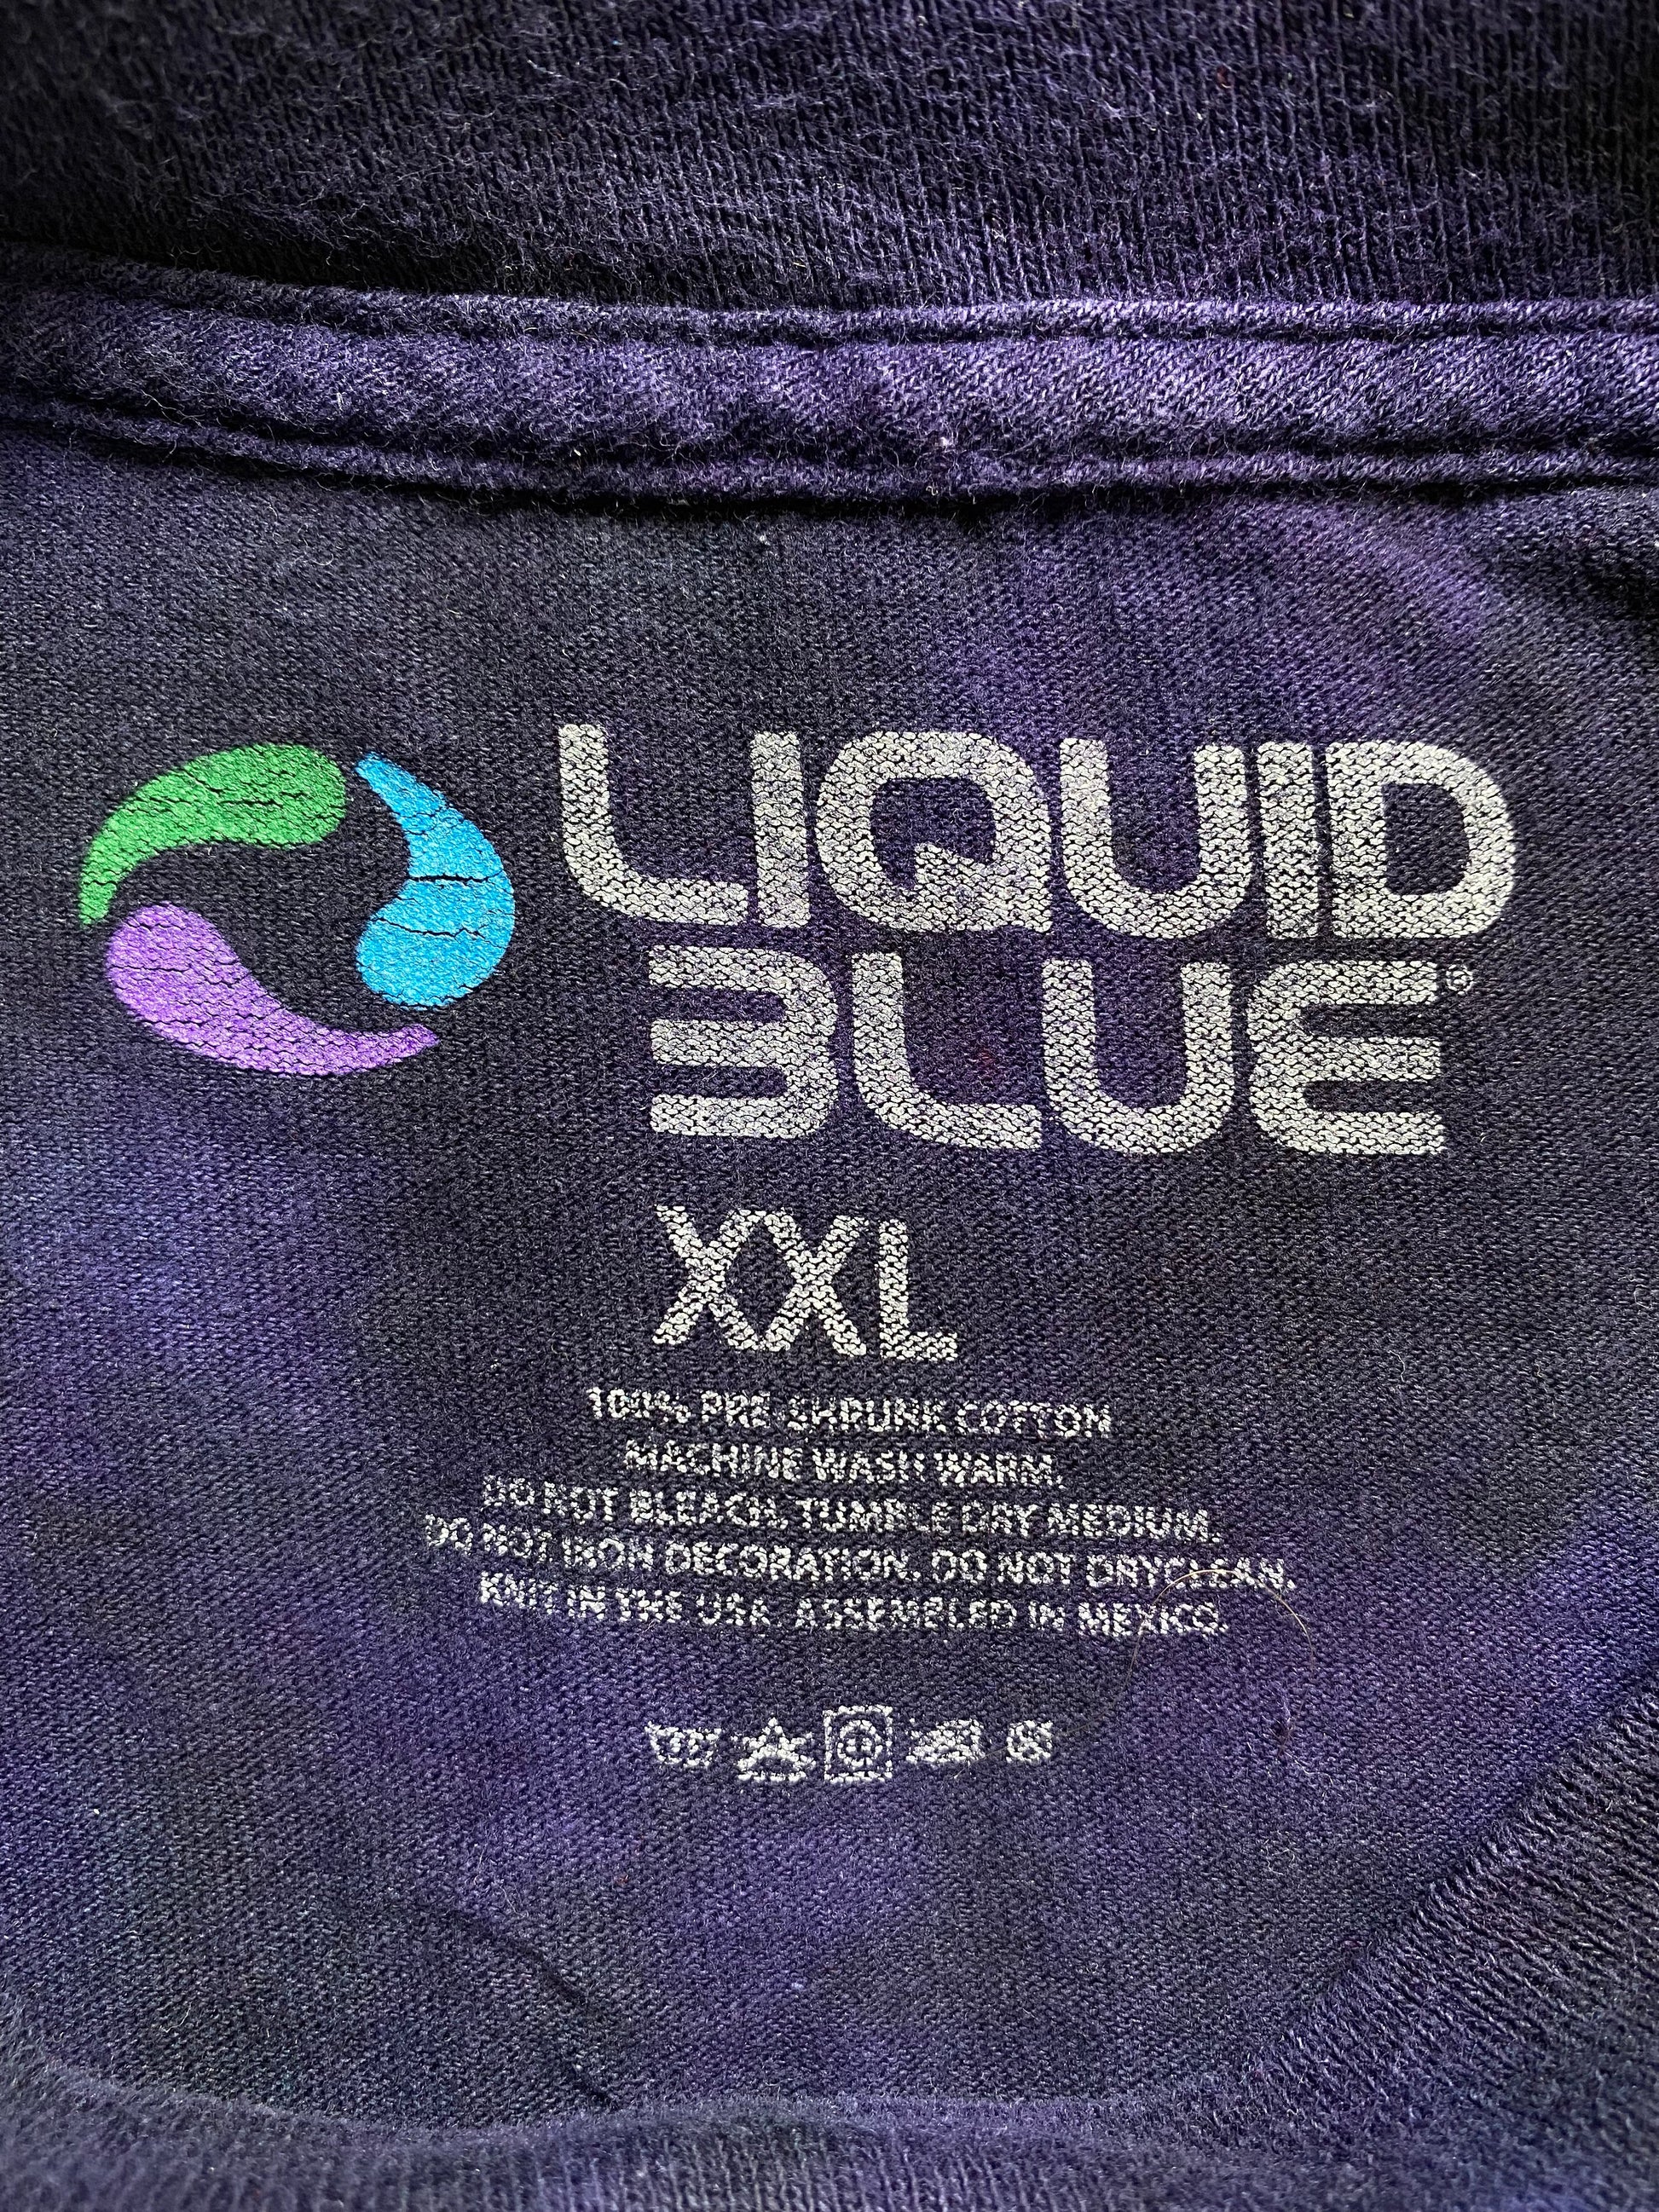 LIQUID
BLUE®
XXL
100% PRE-SHRUNK COTTON
MACHINE WASH WARM.
DO NOT BLEACH. TUMBLE DRY MEDIUM.
DO NOT IRON DECORATION. DO NOT DRYCLEAN.
KNIT IN THE USA. ASSEMBLED IN MEXICO.